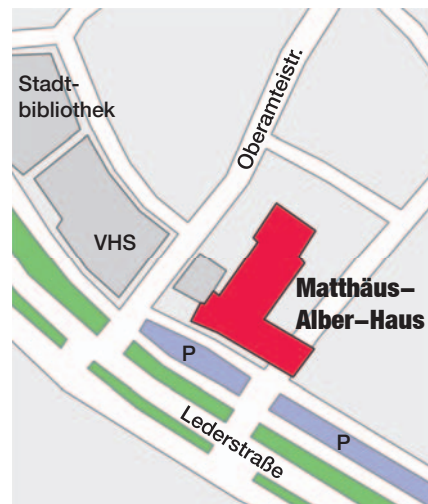 Stadt-
bibliothek
Oberamteistr.
VHS
Matthäus–
Alber–Haus
P
Lederstraße
P